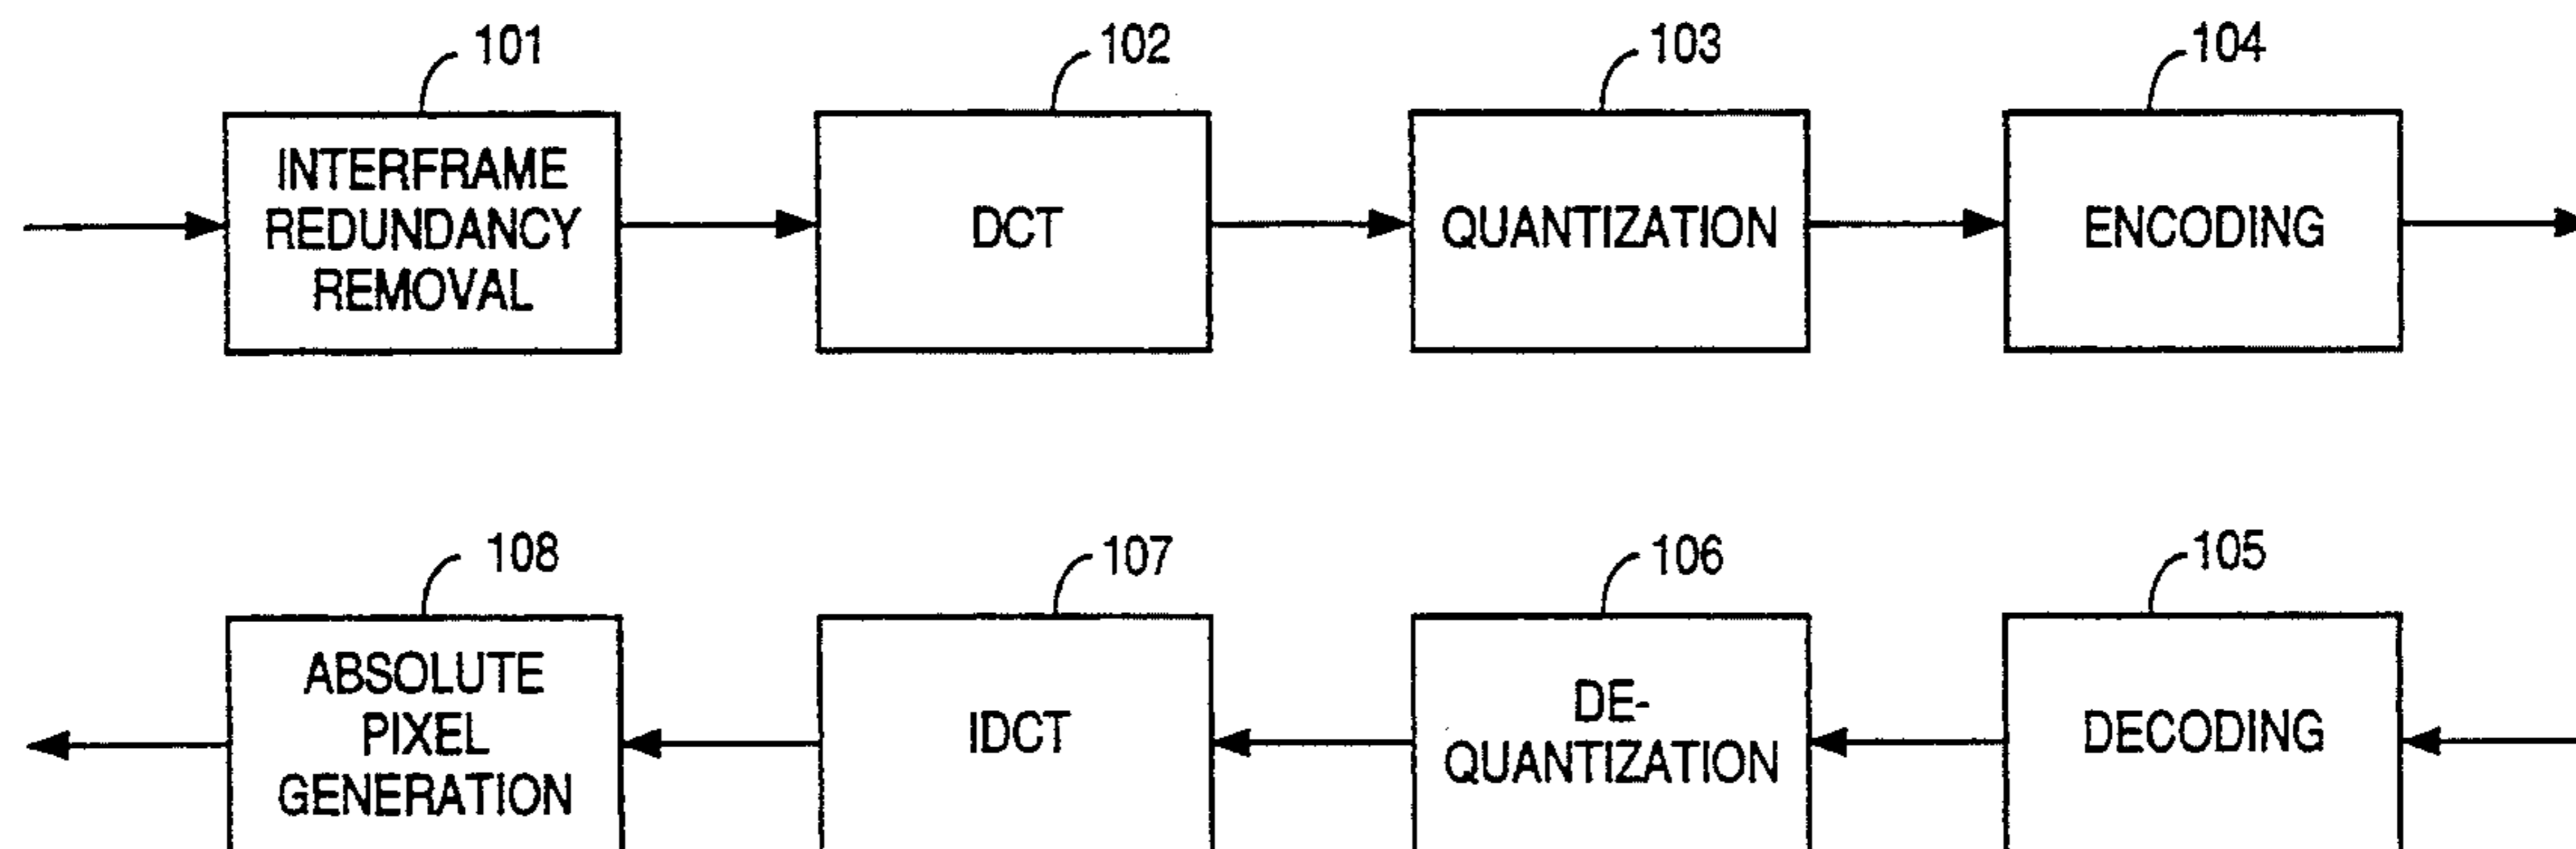 101
102
103
104
INTERFRAME
REDUNDANCY
REMOVAL
DCT
QUANTIZATION
ENCODING
108
107
106
105
ABSOLUTE
PIXEL
GENERATION
IDCT
DE-
QUANTIZATION
DECODING